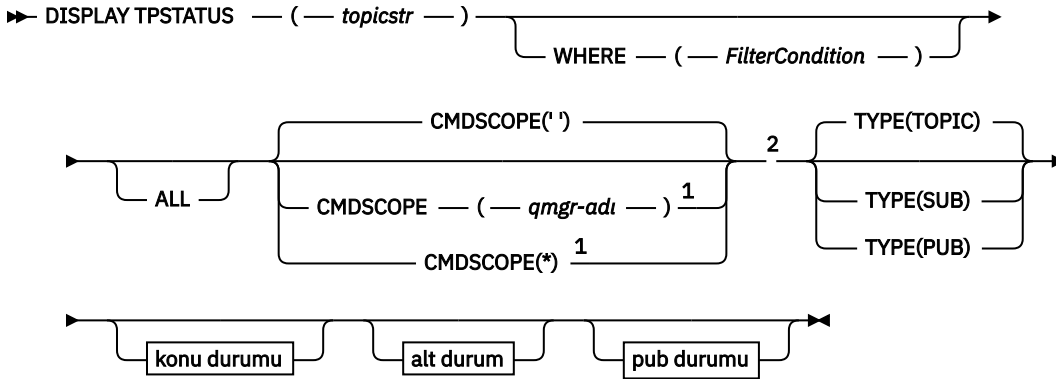 DISPLAY TPSTATUS ( topicstr )
WHERE ( FilterCondition )
ALL
CMDSCOPE(' ')
CMDSCOPE ( qmgr-adı ) 1
CMDSCOPE(*) 1
2
TYPE(TOPIC)
TYPE(SUB)
TYPE(PUB)
konu durumu
alt durum
pub durumu